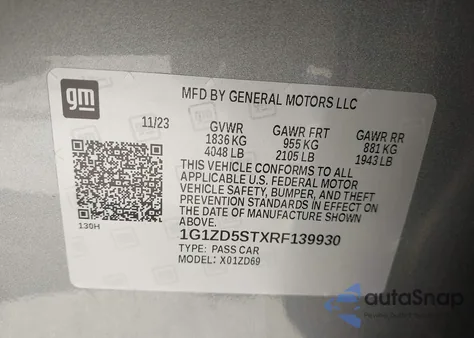 gm
MFD BY GENERAL MOTORS LLC
11/23 GVWR GAWR FRT GAWR RR
1836 KG 955 KG 881 KG
4048 LB 2105 LB 1943 LB
THIS VEHICLE CONFORMS TO ALL
APPLICABLE U.S. FEDERAL MOTOR
VEHICLE SAFETY, BUMPER, AND THEFT
PREVENTION STANDARDS IN EFFECT ON
THE DATE OF MANUFACTURE SHOWN
ABOVE.
130H
1G1ZD5STXRF139930
TYPE: PASS CAR
MODEL: X01ZD69
autaSnap